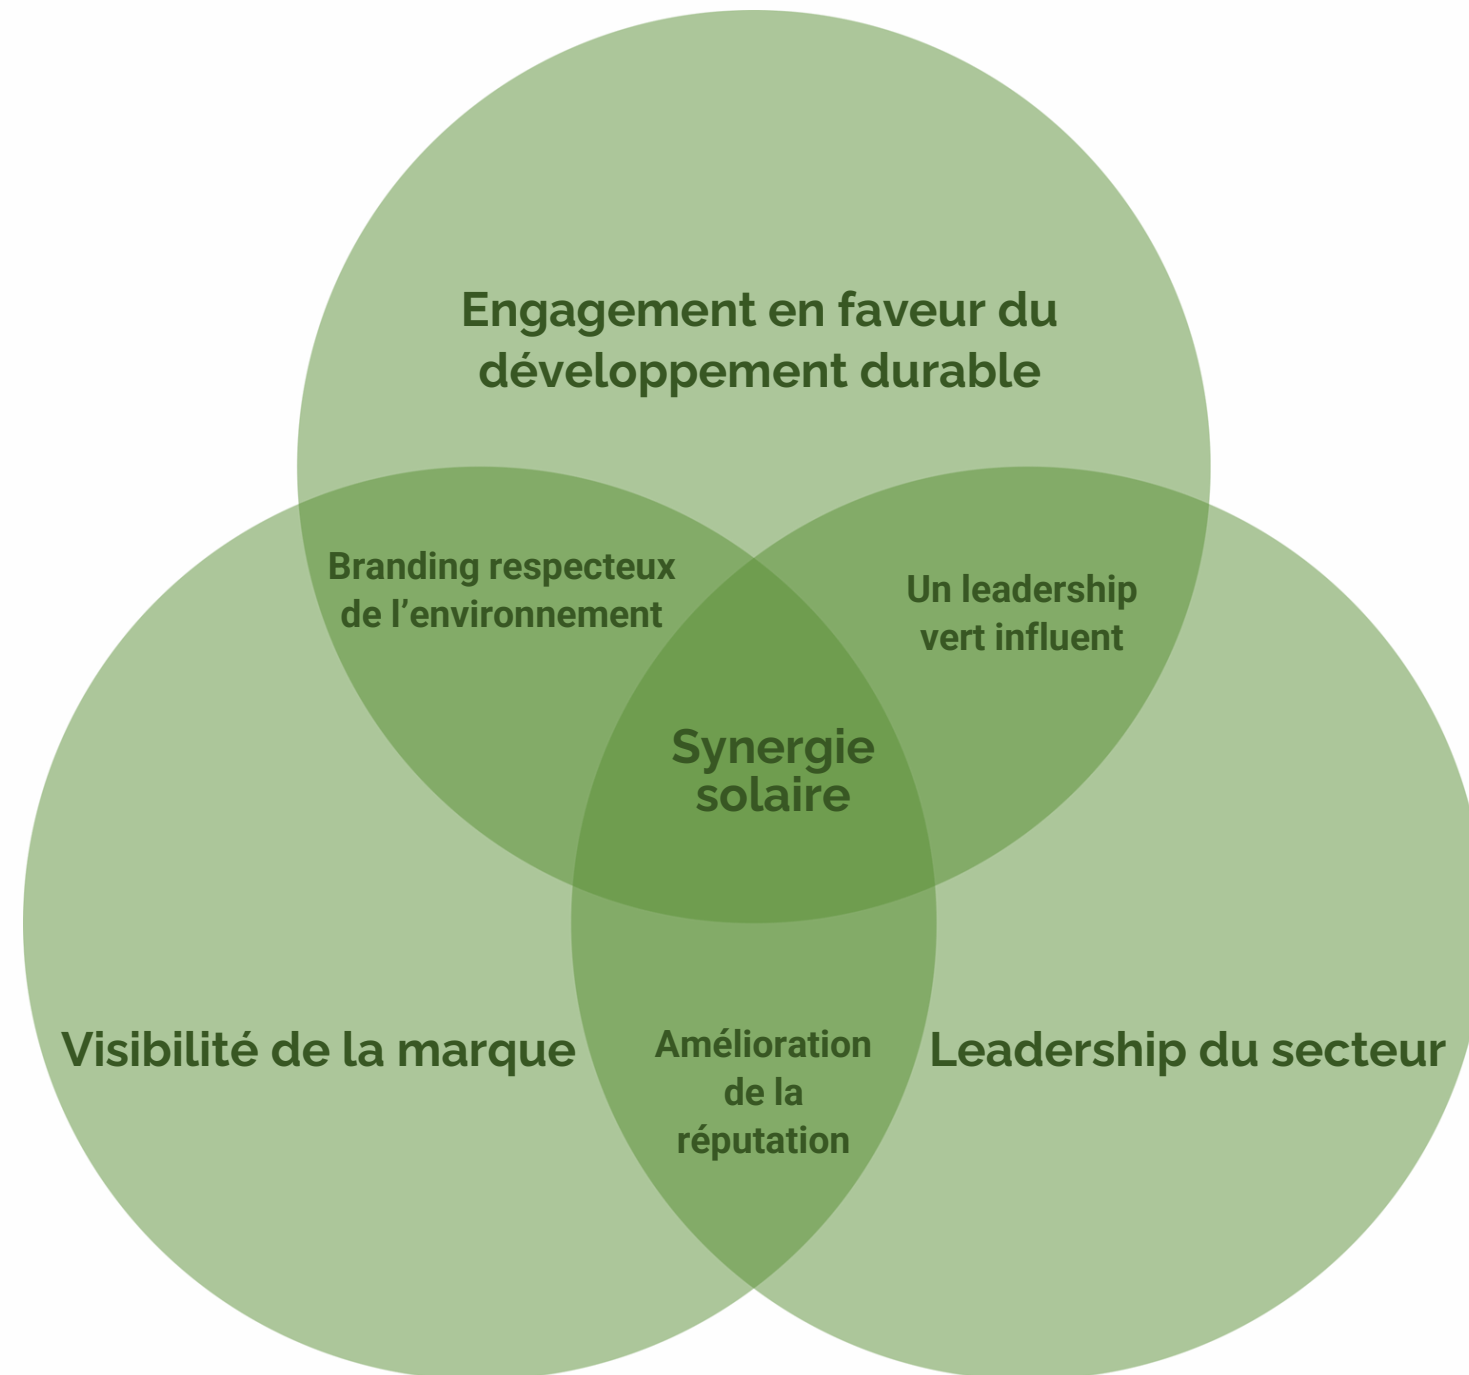 Engagement en faveur du
développement durable
Branding respecteux
de l’environnement
Un leadership
vert influent
Synergie
solaire
Visibilité de la marque
Amélioration
de la
réputation
Leadership du secteur